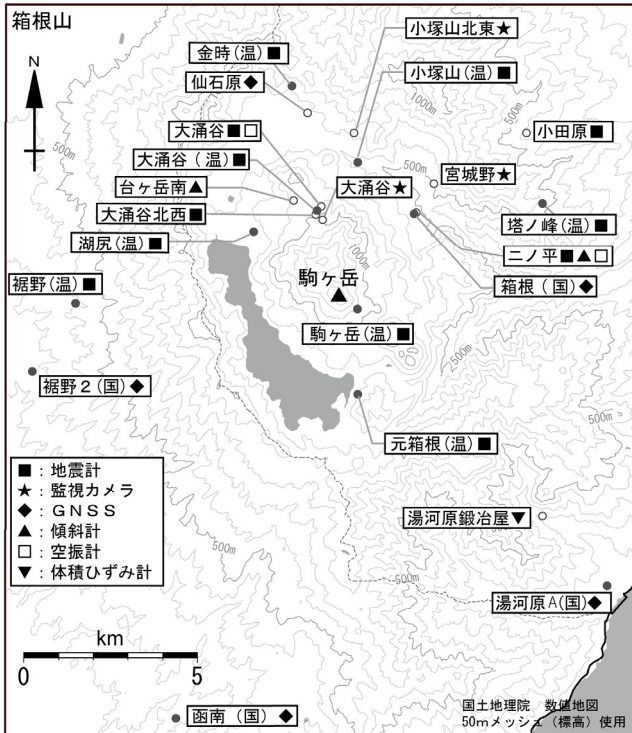 箱根山
N
小塚山北東★
金時(温)■
仙石原◆
小塚山(温)■
大涌谷■□
小田原■
大涌谷(温)■
宮城野★
台ヶ岳南▲
大涌谷★
大涌谷北西■
塔ノ峰(温)■
湖尻(温)■
二ノ平■▲□
裾野(温)■
駒ヶ岳
箱根(国)◆
駒ヶ岳(温)■
裾野2(国)◆
元箱根(温)■
■:地震計
★:監視カメラ
◆:GNSS
▲:傾斜計
□:空振計
▼:体積ひずみ計
湯河原鍛冶屋▼
湯河原A(国)◆
km
0 5
函南(国)◆
国土地理院 数値地図
50mメッシュ(標高)使用
500m
1000m
500m
500m
1000m
500m
500m
500m
500m